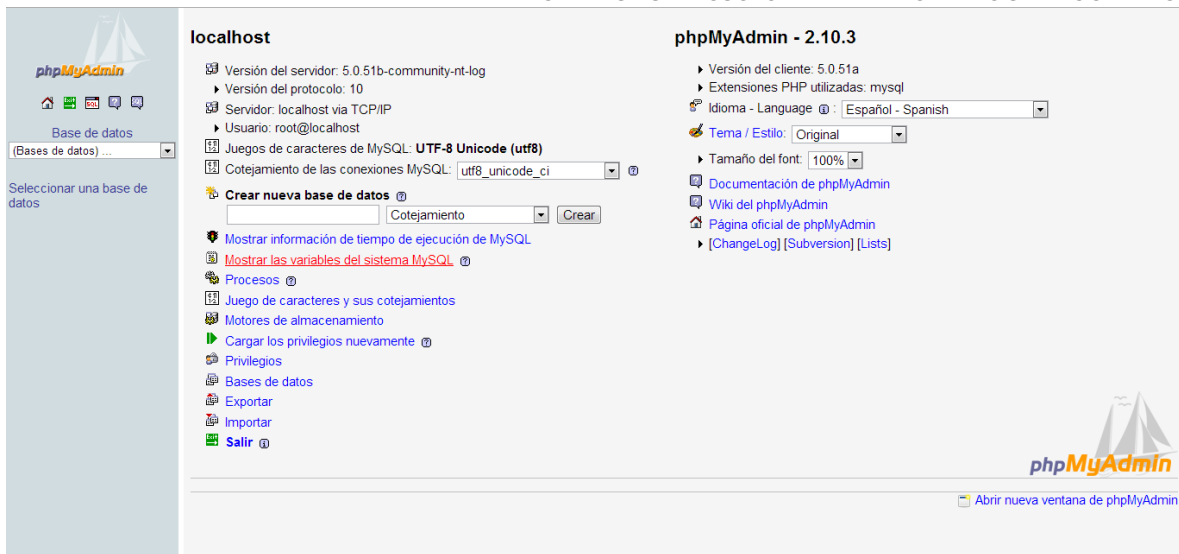 phpMyAdmin
Base de datos
(Bases de datos) ...
Seleccionar una base de
datos
localhost
Versión del servidor: 5.0.51b-community-nt-log
Versión del protocolo: 10
Servidor: localhost via TCP/IP
Usuario: root@localhost
Juegos de caracteres de MySQL: UTF-8 Unicode (utf8)
Cotejamiento de las conexiones MySQL: utf8_unicode_ci
Crear nueva base de datos
Cotejamiento Crear
Mostrar información de tiempo de ejecución de MySQL
Mostrar las variables del sistema MySQL
Procesos
Juego de caracteres y sus cotejamientos
Motores de almacenamiento
Cargar los privilegios nuevamente
Privilegios
Bases de datos
Exportar
Importar
Salir
phpMyAdmin - 2.10.3
Versión del cliente: 5.0.51a
Extensiones PHP utilizadas: mysql
Idioma - Language : Español - Spanish
Tema / Estilo: Original
Tamaño del font: 100%
Documentación de phpMyAdmin
Wiki del phpMyAdmin
Página oficial de phpMyAdmin
[ChangeLog] [Subversion] [Lists]
phpMyAdmin
Abrir nueva ventana de phpMyAdmin